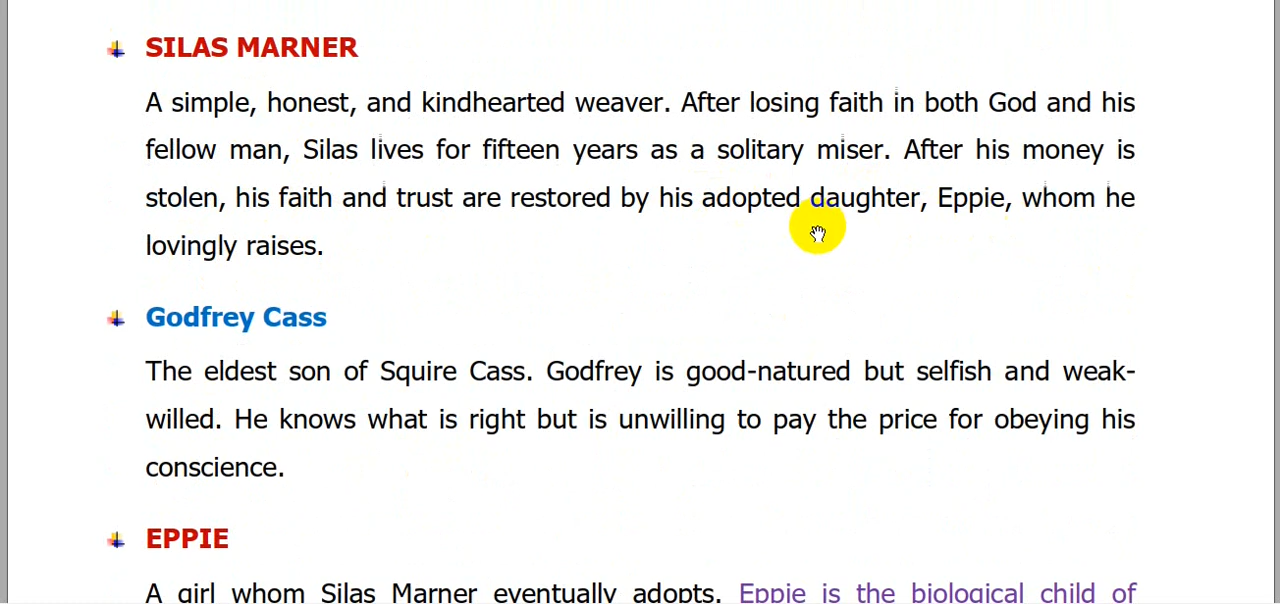 SILAS MARNER
A simple, honest, and kindhearted weaver. After losing faith in both God and his
fellow man, Silas lives for fifteen years as a solitary miser. After his money is
stolen, his faith and trust are restored by his adopted daughter, Eppie, whom he
lovingly raises.
Godfrey Cass
The eldest son of Squire Cass. Godfrey is good-natured but selfish and weak-
willed. He knows what is right but is unwilling to pay the price for obeying his
conscience.
EPPIE
A girl whom Silas Marner eventually adopts. Eppie is the biological child of